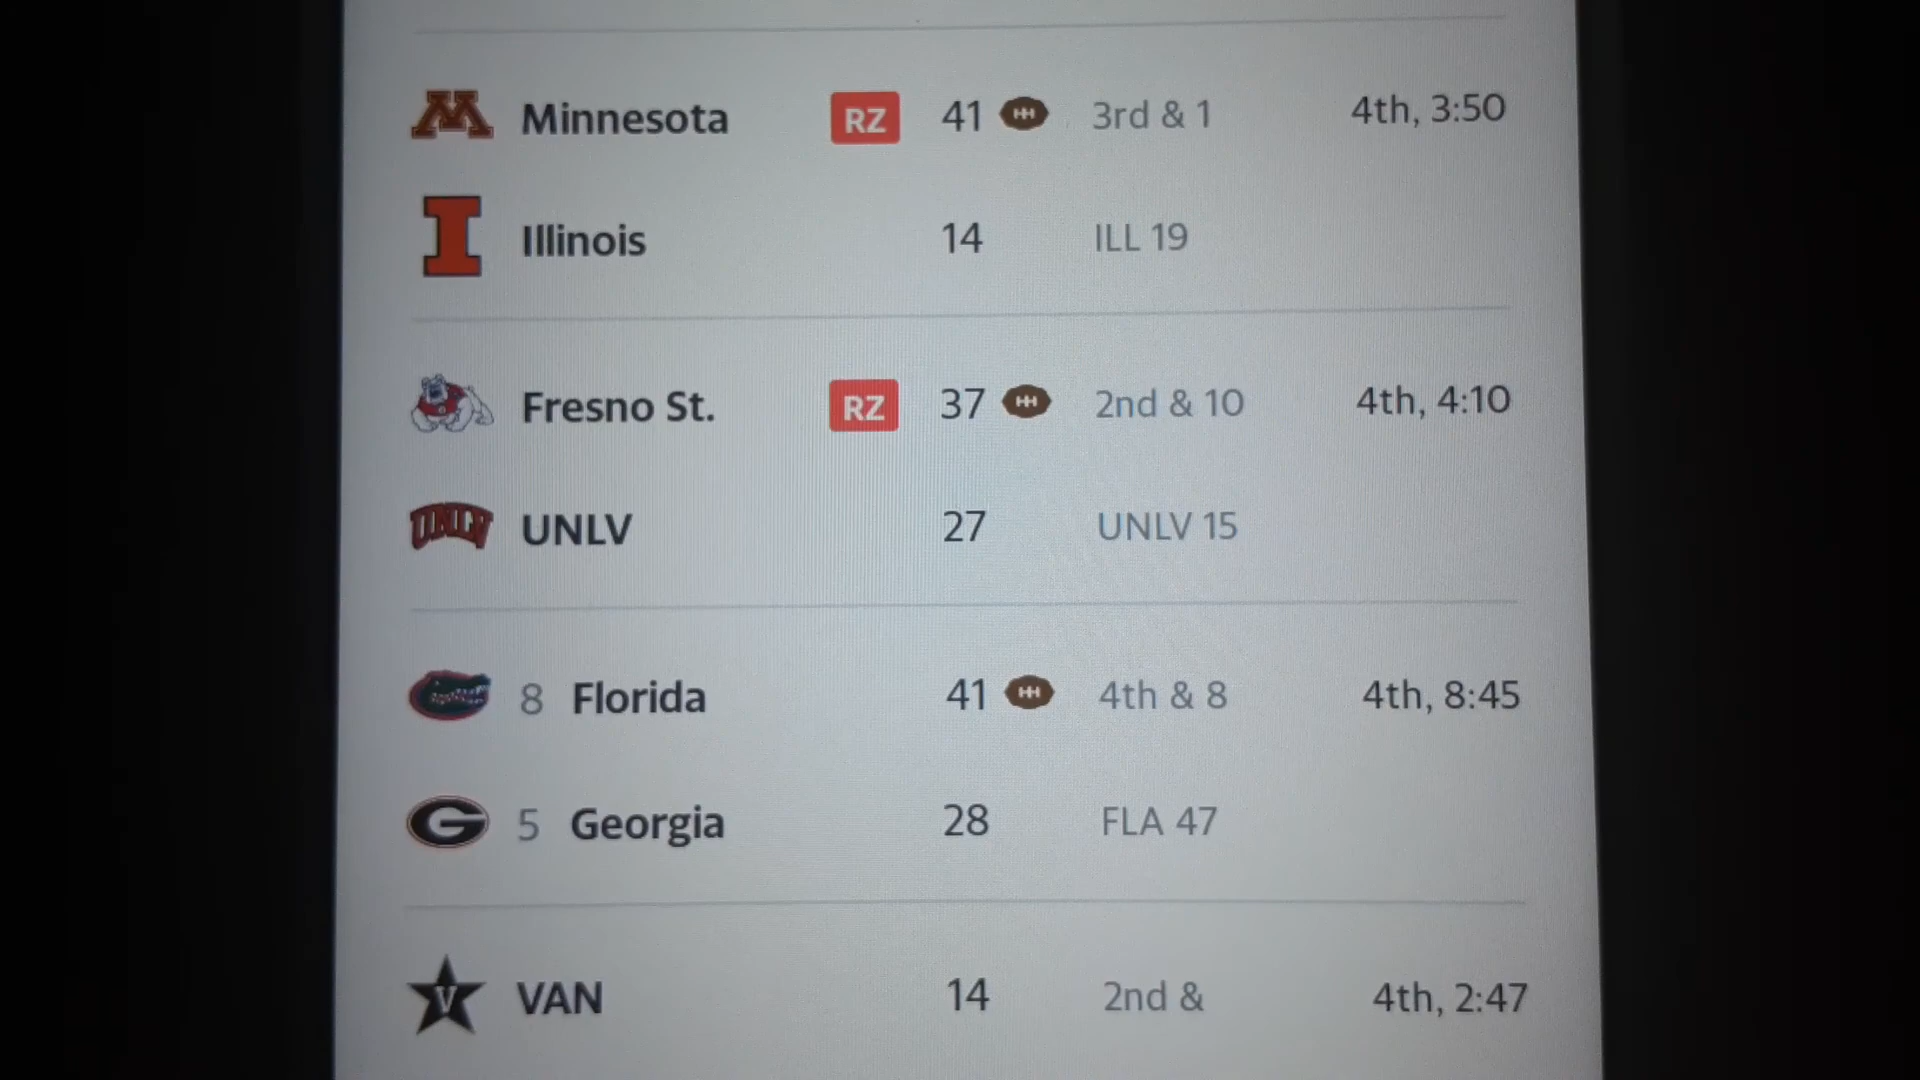 Minnesota RZ 41 3rd & 1 4th, 3:50
Illinois 14 ILL 19
Fresno St. RZ 37 2nd & 10 4th, 4:10
UNLV UNLV 27 UNLV 15
8 Florida 41 4th & 8 4th, 8:45
G 5 Georgia 28 FLA 47
V VAN 14 2nd & 4th, 2:47